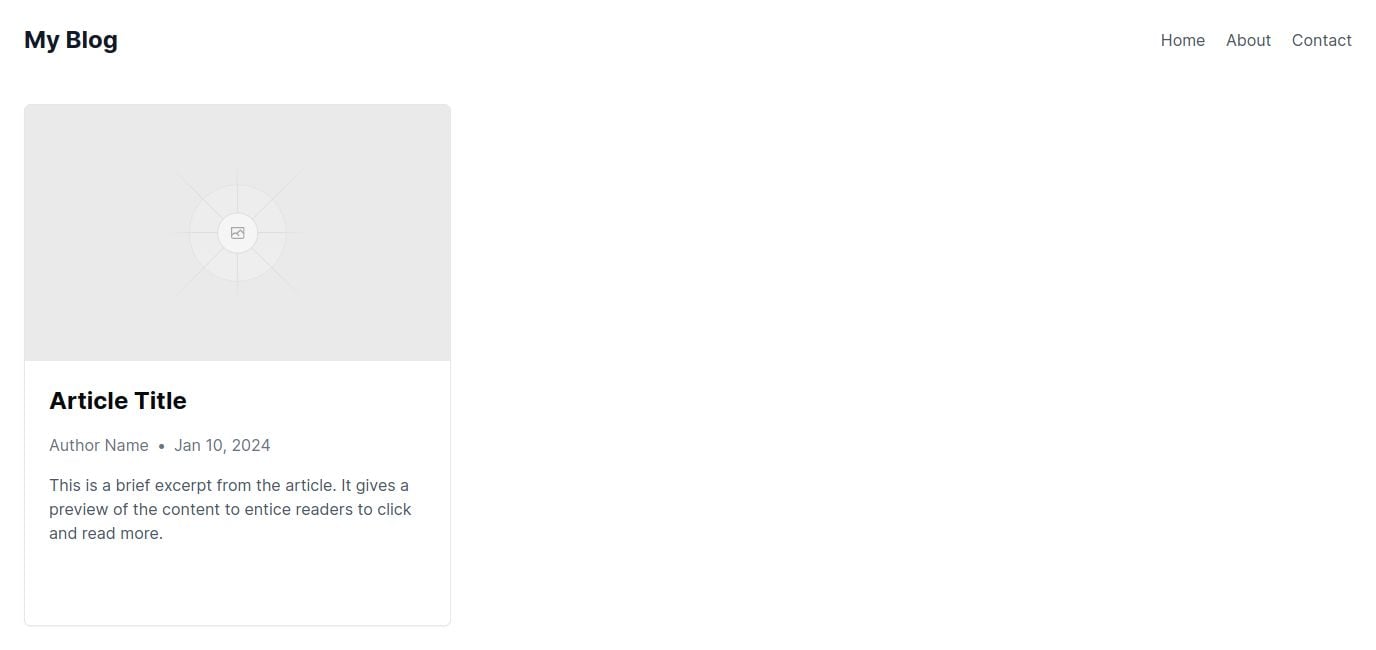 My Blog
Home About Contact
Article Title
Author Name • Jan 10, 2024
This is a brief excerpt from the article. It gives a
preview of the content to entice readers to click
and read more.